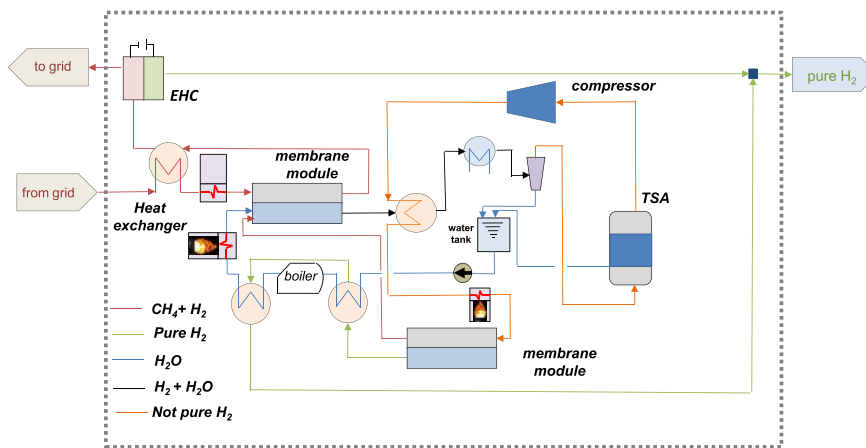 to grid
EHC
compressor
pure H₂
from grid
Heat
exchanger
membrane
module
water
tank
TSA
boiler
membrane
module
CH₄+ H₂
Pure H₂
H₂O
H₂ + H₂O
Not pure H₂